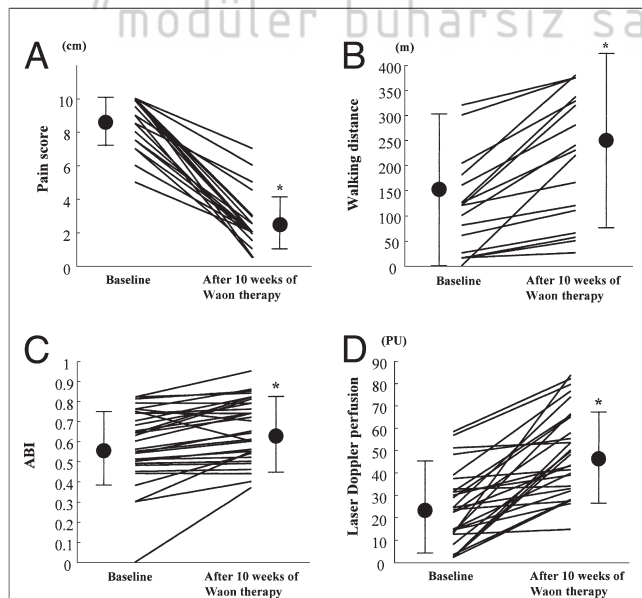 "modüler buharsız sa
A
(cm)
Pain score
10
8
6
4
2
0
*
Baseline
After 10 weeks of
Waon therapy
B
(m)
Walking distance
400
350
300
250
200
150
100
50
0
*
Baseline
After 10 weeks of
Waon therapy
C
ABI
1
0.9
0.8
0.7
0.6
0.5
0.4
0.3
0.2
0.1
0
*
Baseline
After 10 weeks of
Waon therapy
D
(PU)
Laser Doppler perfusion
90
80
70
60
50
40
30
20
10
0
*
Baseline
After 10 weeks of
Waon therapy